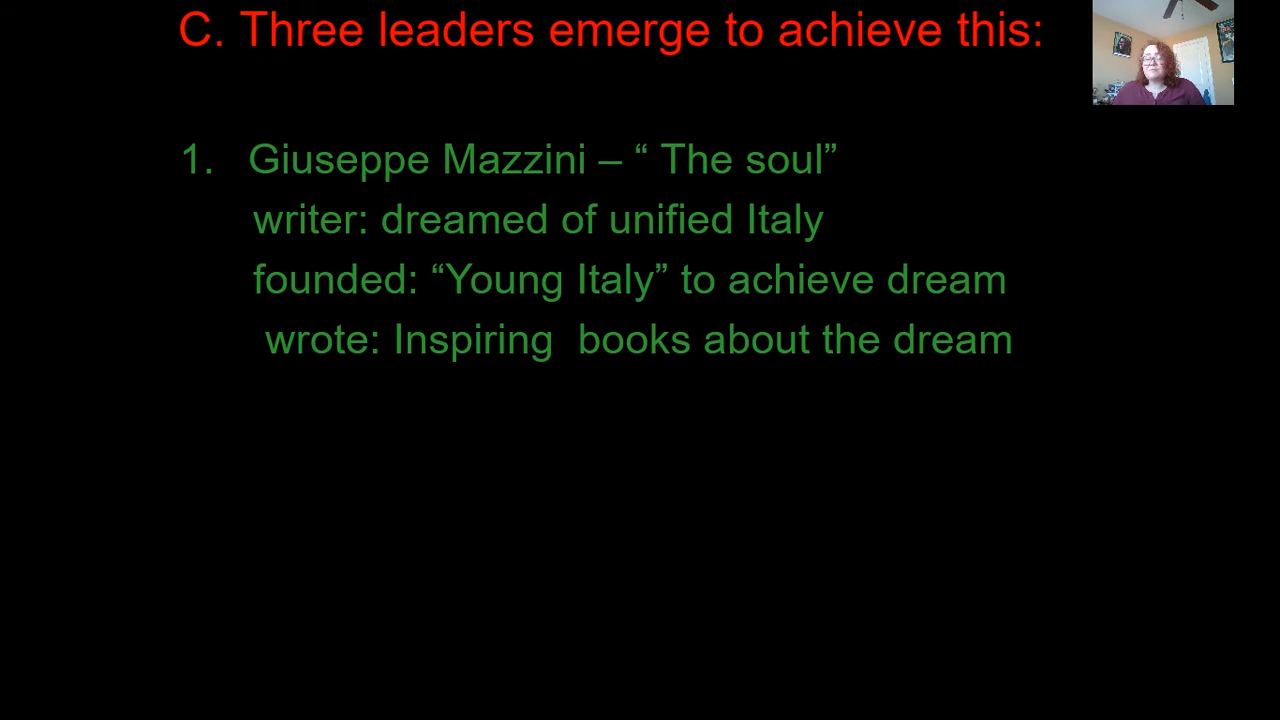 C. Three leaders emerge to achieve this:
1. Giuseppe Mazzini – “ The soul”
writer: dreamed of unified Italy
founded: “Young Italy” to achieve dream
wrote: Inspiring  books about the dream